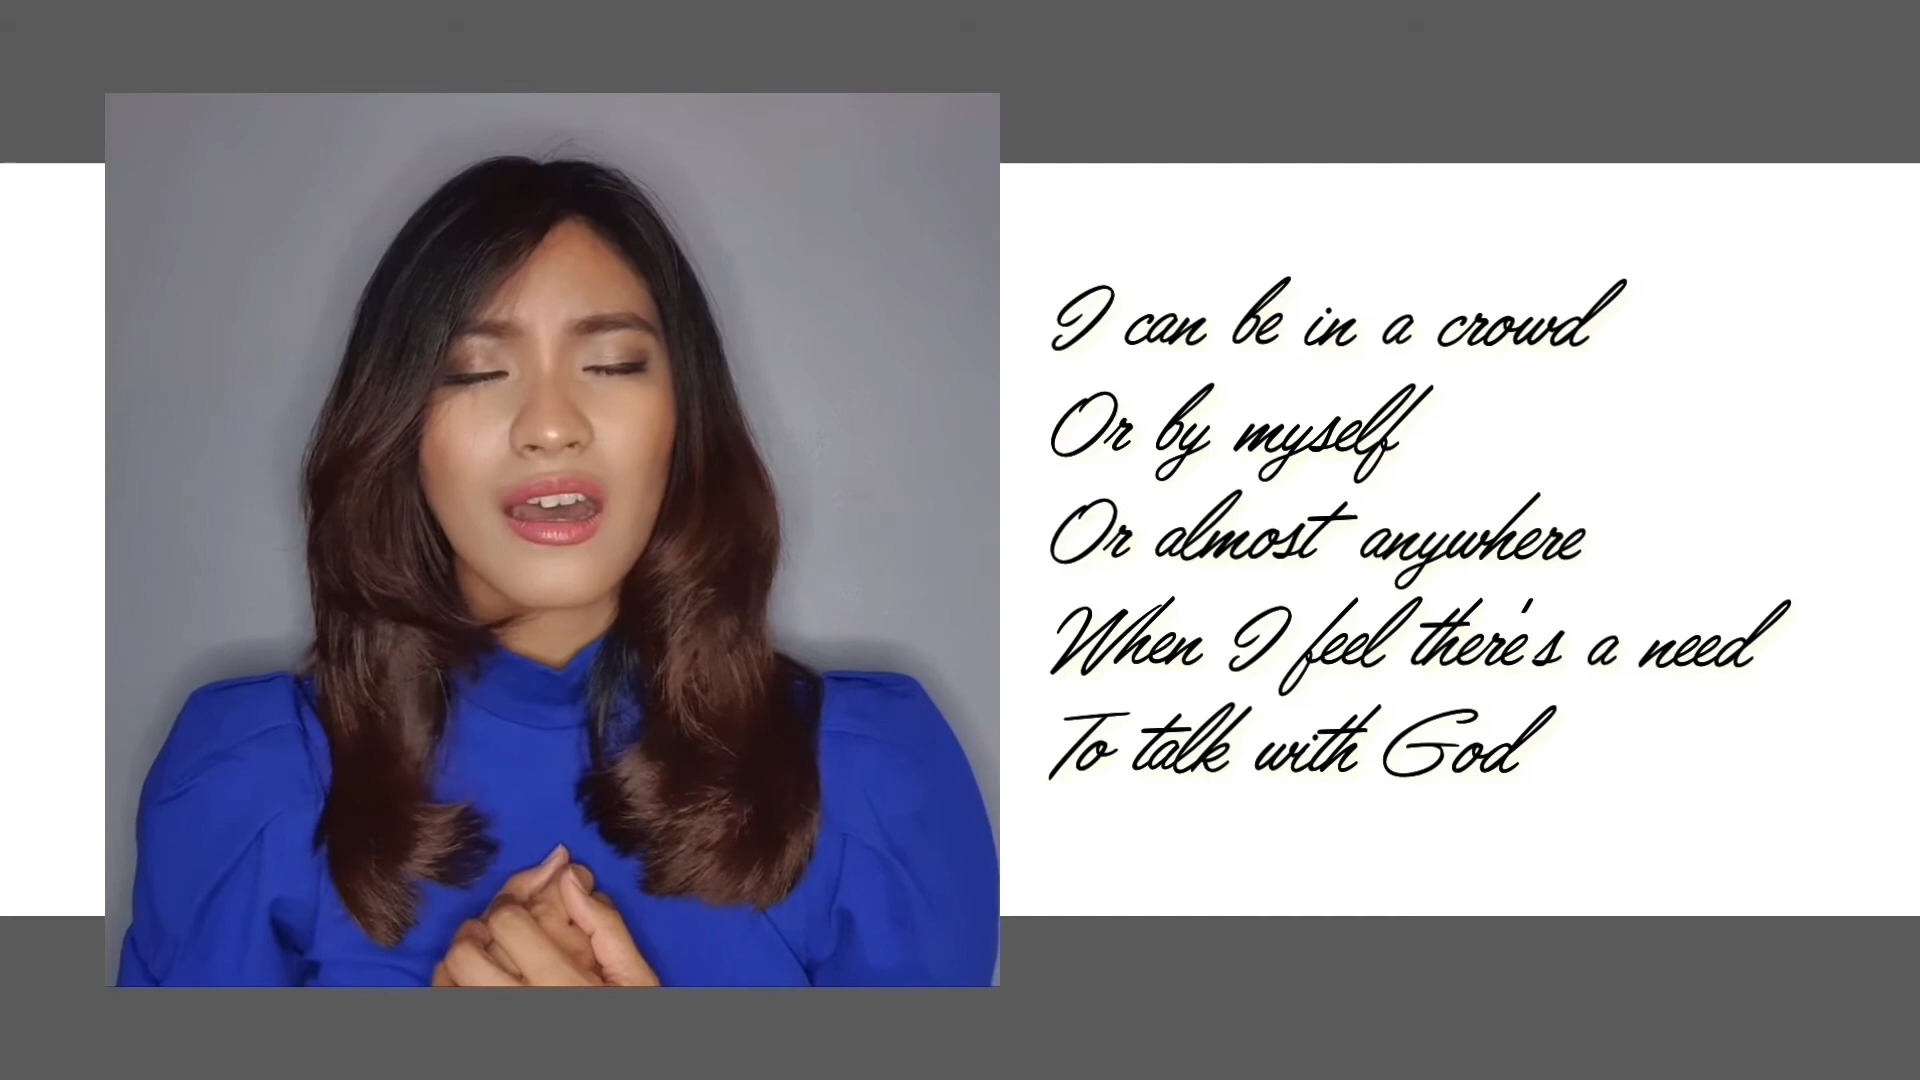 I can be in a crowd
Or by myself
Or almost anywhere
When I feel there's a need
To talk with God